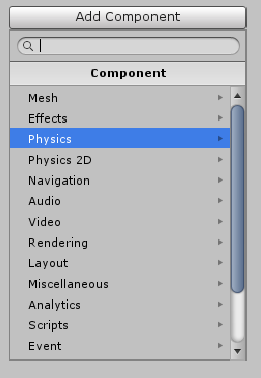 Add Component
Component
Mesh
Effects
Physics
Physics 2D
Navigation
Audio
Video
Rendering
Layout
Miscellaneous
Analytics
Scripts
Event